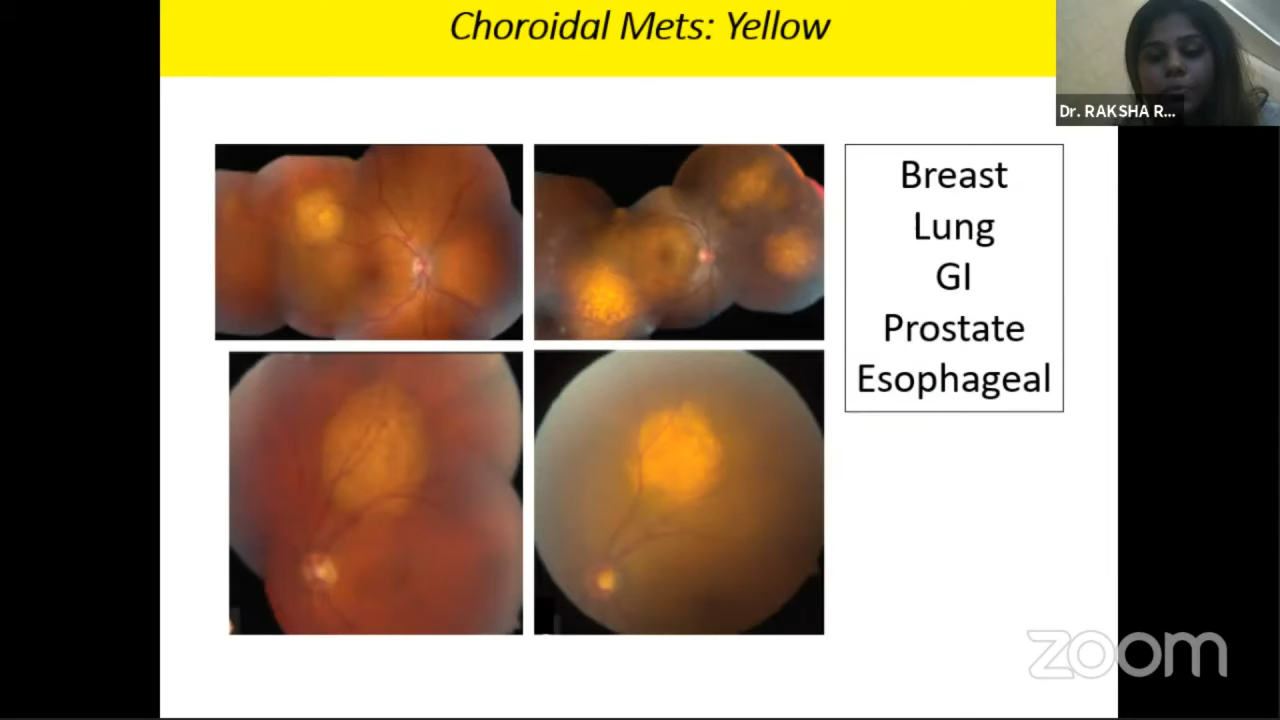 Choroidal Mets: Yellow
Dr. RAKSHA R...
Breast
Lung
GI
Prostate
Esophageal
zoom